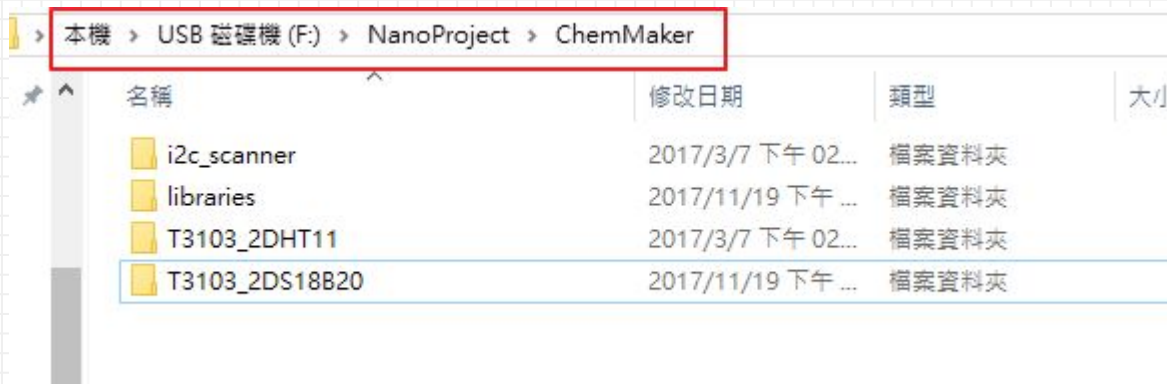 本機 › USB 磁碟機 (F:) › NanoProject › ChemMaker
名稱 修改日期 類型
i2c_scanner 2017/3/7 下午 02... 檔案資料夾
libraries 2017/11/19 下午 ... 檔案資料夾
T3103_2DHT11 2017/3/7 下午 02... 檔案資料夾
T3103_2DS18B20 2017/11/19 下午 ... 檔案資料夾